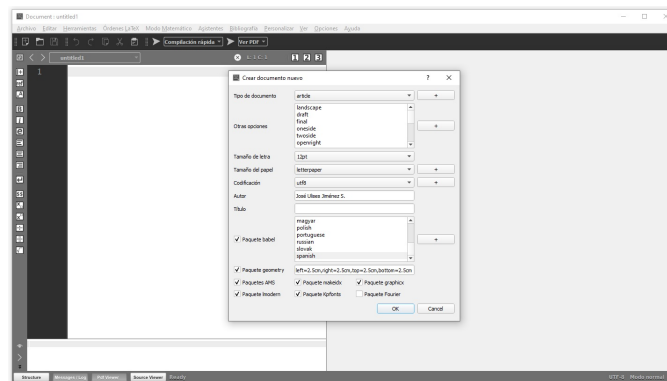 Document : untitled1
Archivo Editar Herramientas Órdenes LaTeX Modo Matemático Asistentes Bibliografía Personalizar Ver Opciones Ayuda
Compilación rápida Ver PDF
untitled1 L: 1 C: 1 1 2 3
1
Crear documento nuevo ? ×
Tipo de documento article +
landscape
draft
final
Otras opciones oneside +
twoside
openright
Tamaño de letra 12pt
Tamaño del papel letterpaper +
Codificación utf8 +
Autor José Ulises Jiménez S.
Título
magyar
polish
portuguese
Paquete babel russian +
slovak
spanish
Paquete geometry left=2.5cm,right=2.5cm,top=2.5cm,bottom=2.5cm
Paquetes AMS Paquete makeidx Paquete graphicx
Paquete lmodern Paquete Kpfonts Paquete Fourier
OK Cancel
Structure Messages / Log Pdf Viewer Source Viewer Ready UTF-8 Modo normal